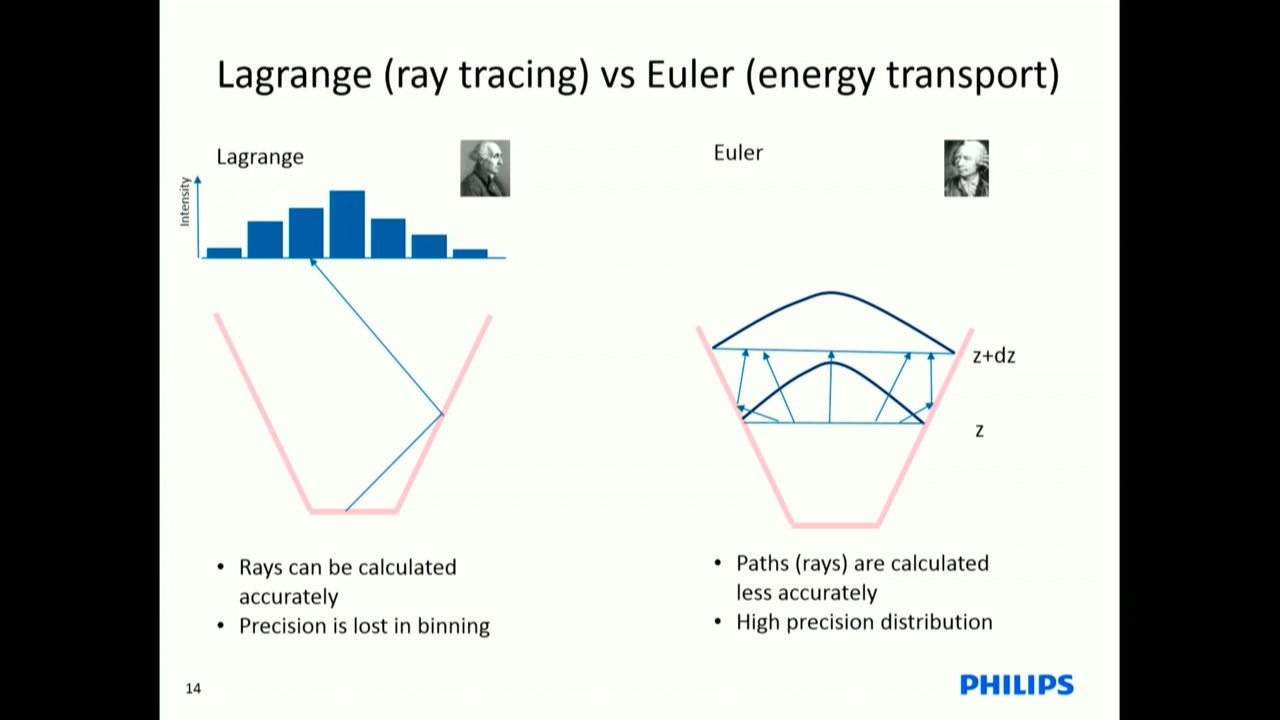 Lagrange (ray tracing) vs Euler (energy transport)
Lagrange
Intensity
• Rays can be calculated
accurately
• Precision is lost in binning
Euler
z+dz
z
• Paths (rays) are calculated
less accurately
• High precision distribution
14
PHILIPS